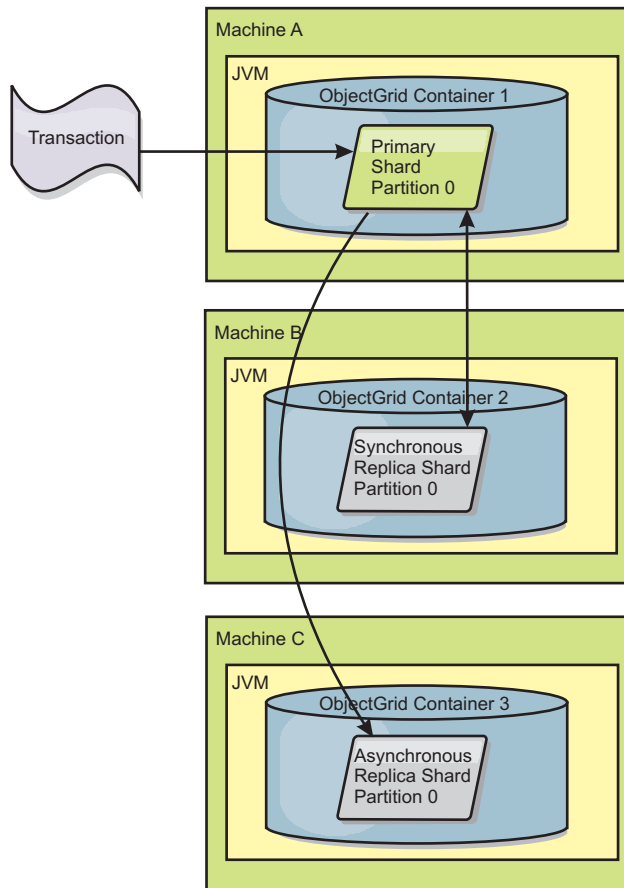 Machine A
JVM
ObjectGrid Container 1
Transaction
Primary
Shard
Partition 0
Machine B
JVM
ObjectGrid Container 2
Synchronous
Replica Shard
Partition 0
Machine C
JVM
ObjectGrid Container 3
Asynchronous
Replica Shard
Partition 0